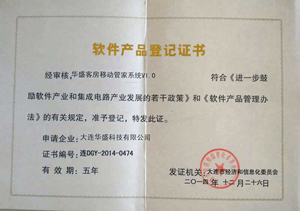 软件产品登记证书
经审核,华盛客房移动管家系统V1.0 符合《进一步鼓
励软件产业和集成电路产业发展的若干政策》和《软件产品管理办
法》的有关规定,准予登记,特发此证。
申请企业:大连华盛科技有限公司
证书编号:连DGY-2014-0474
有效期:五年
发证机关:大连市经济和信息化委员会
二〇一四年十二月二十六日